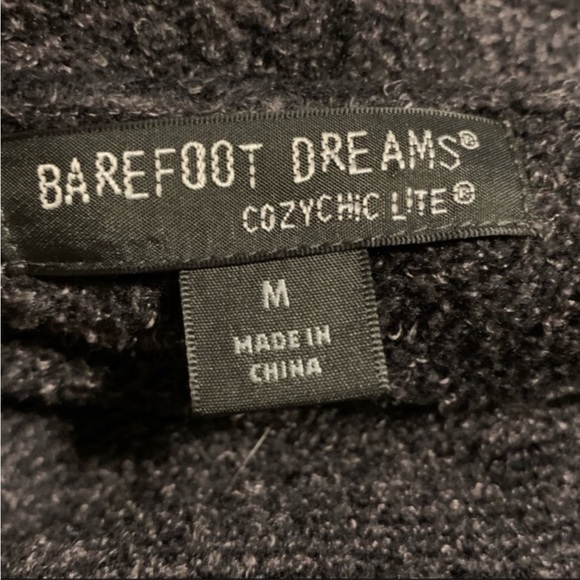 BAREFOOT DREAMS®
COZYCHIC LITE®
M
MADE IN
CHINA